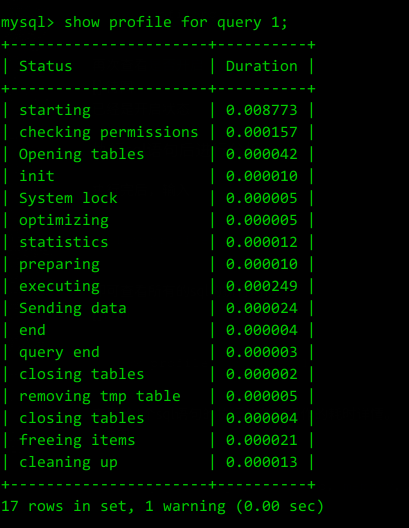 mysql> show profile for query 1;
+----------------------+----------+
| Status               | Duration |
+----------------------+----------+
| starting             | 0.008773 |
| checking permissions | 0.000157 |
| Opening tables       | 0.000042 |
| init                 | 0.000010 |
| System lock          | 0.000005 |
| optimizing           | 0.000005 |
| statistics           | 0.000012 |
| preparing            | 0.000010 |
| executing            | 0.000249 |
| Sending data         | 0.000024 |
| end                  | 0.000004 |
| query end            | 0.000003 |
| closing tables       | 0.000002 |
| removing tmp table   | 0.000005 |
| closing tables       | 0.000004 |
| freeing items        | 0.000021 |
| cleaning up          | 0.000013 |
+----------------------+----------+
17 rows in set, 1 warning (0.00 sec)